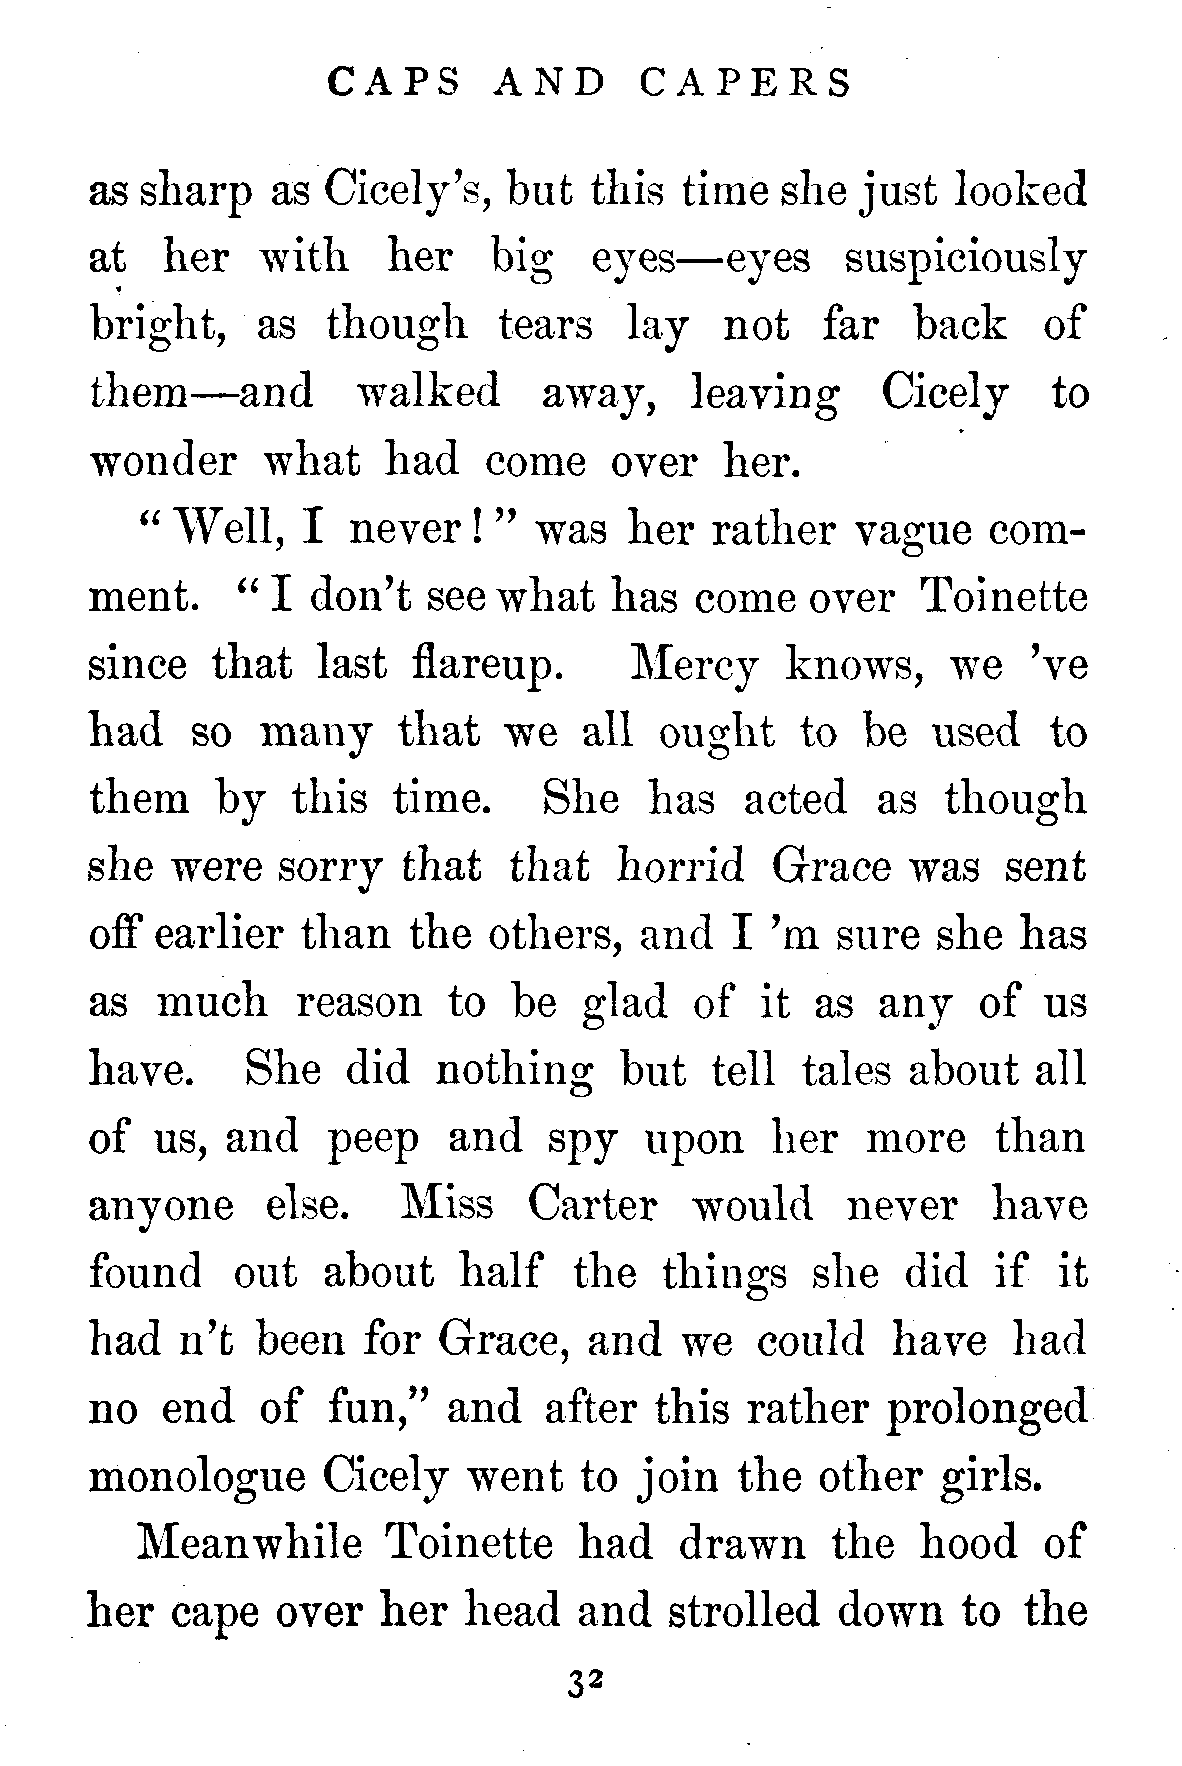 CAPS AND CAPERS
as sharp as Cicely's, but this time she just looked
at her with her big eyes—eyes suspiciously
bright, as though tears lay not far back of
them—and walked away, leaving Cicely to
wonder what had come over her.
“ Well, I never ! ” was her rather vague com-
ment. “ I don't see what has come over Toinette
since that last flareup. Mercy knows, we 've
had so many that we all ought to be used to
them by this time. She has acted as though
she were sorry that that horrid Grace was sent
off earlier than the others, and I 'm sure she has
as much reason to be glad of it as any of us
have. She did nothing but tell tales about all
of us, and peep and spy upon her more than
anyone else. Miss Carter would never have
found out about half the things she did if it
had n't been for Grace, and we could have had
no end of fun,” and after this rather prolonged
monologue Cicely went to join the other girls.
Meanwhile Toinette had drawn the hood of
her cape over her head and strolled down to the
32